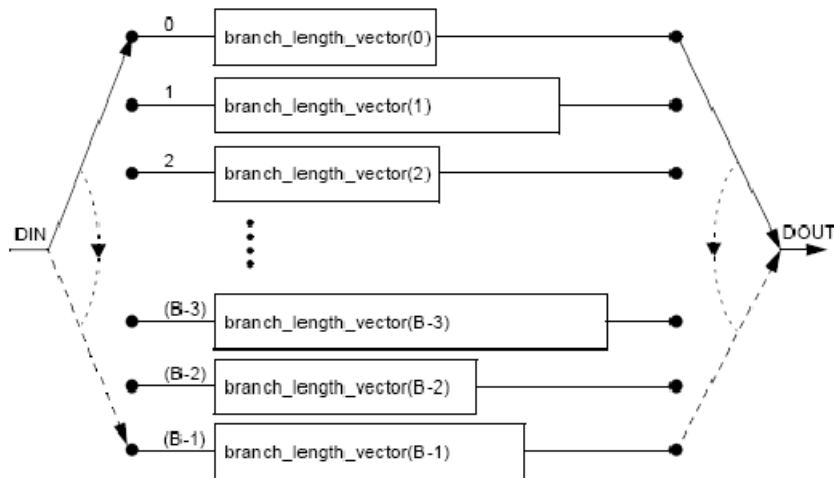 0
branch_length_vector(0)
1
branch_length_vector(1)
2
branch_length_vector(2)
DIN
DOUT
(B-3)
branch_length_vector(B-3)
(B-2)
branch_length_vector(B-2)
(B-1)
branch_length_vector(B-1)